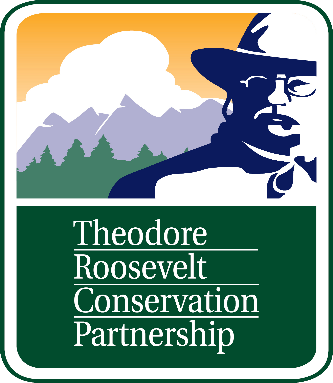 Theodore
Roosevelt
Conservation
Partnership